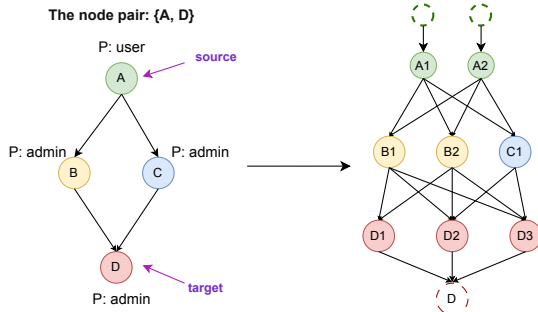 The node pair: {A, D}
P: user
source
A
A1
A2
P: admin
P: admin
B
C
B1
B2
C1
D1
D2
D3
D
target
P: admin
D